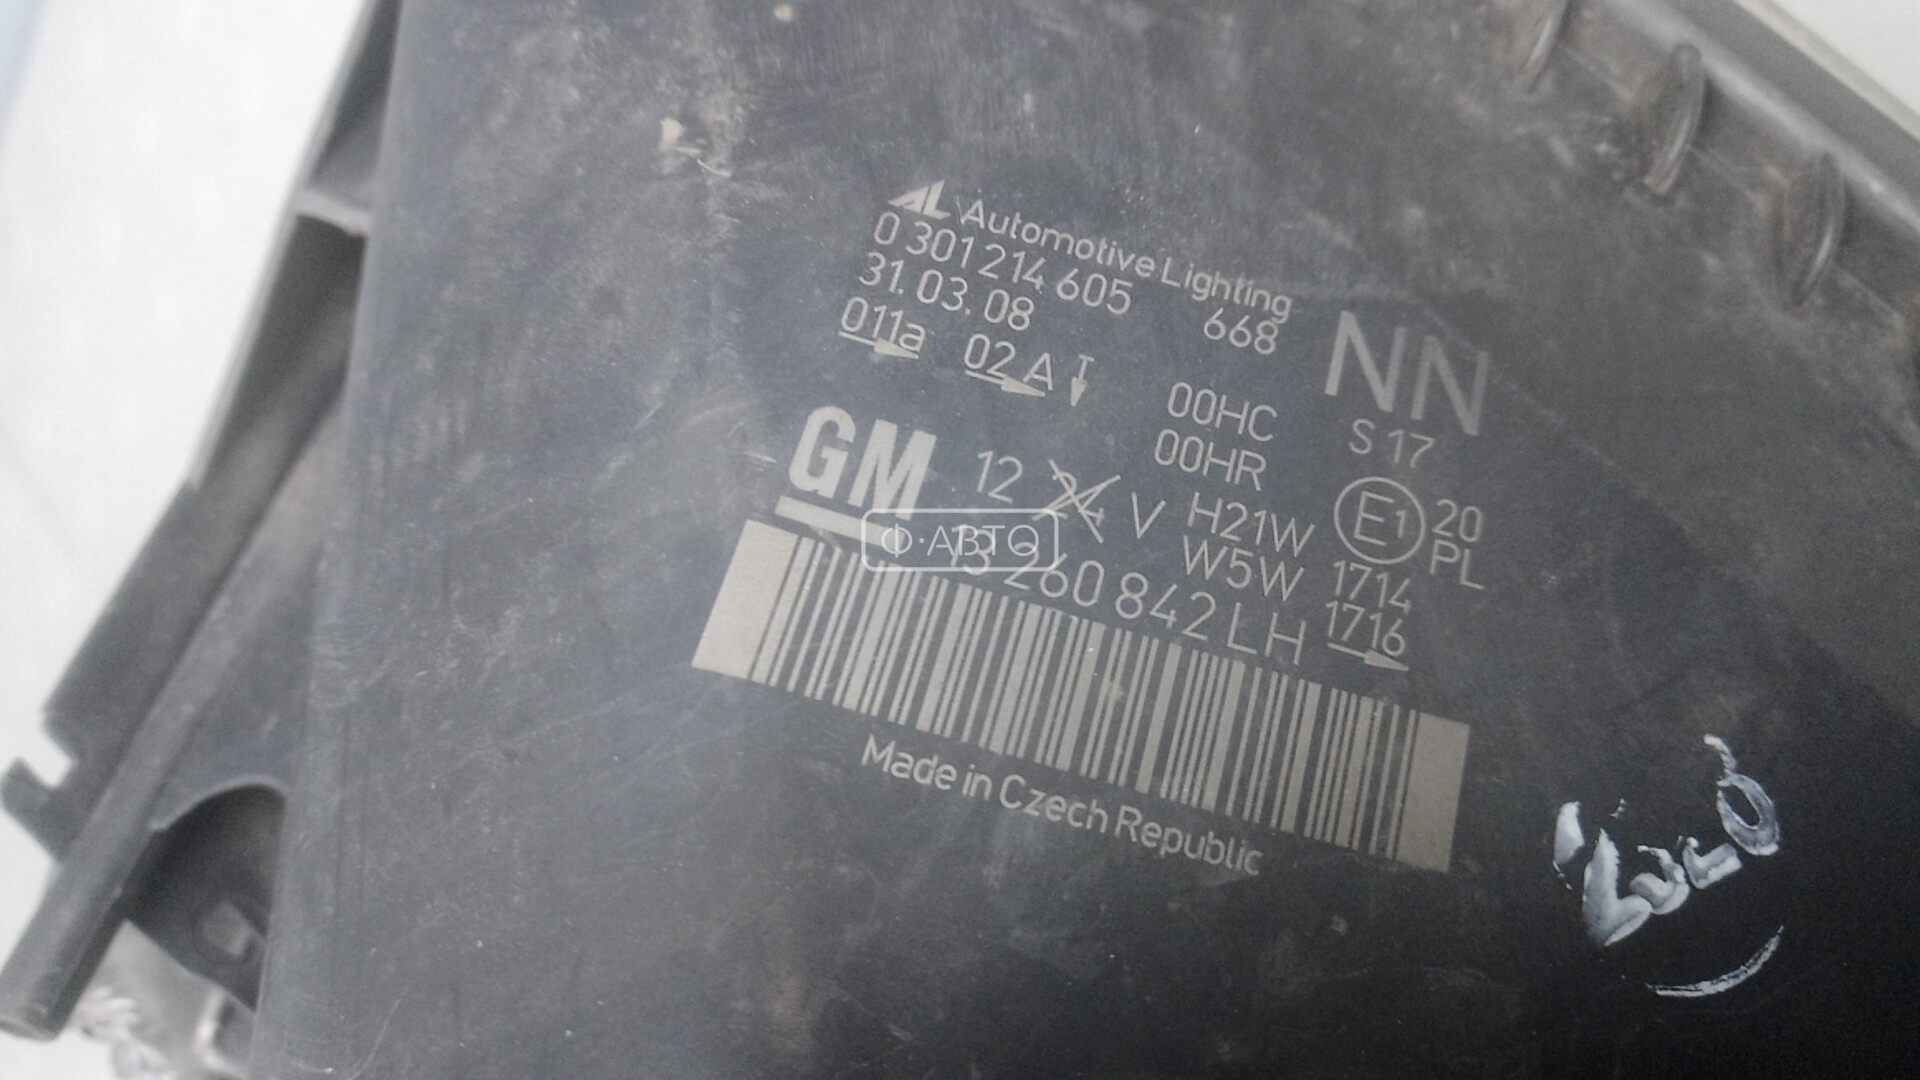 AL Automotive Lighting
0 301 214 605 668
31.03.08
011a 02A T
NN
00HC
00HR
S 17
GM
12 24 V H21W
W5W
E1
20
PL
13 260 842 LH
1714
1716
Made in Czech Republic
Ф·АВТО